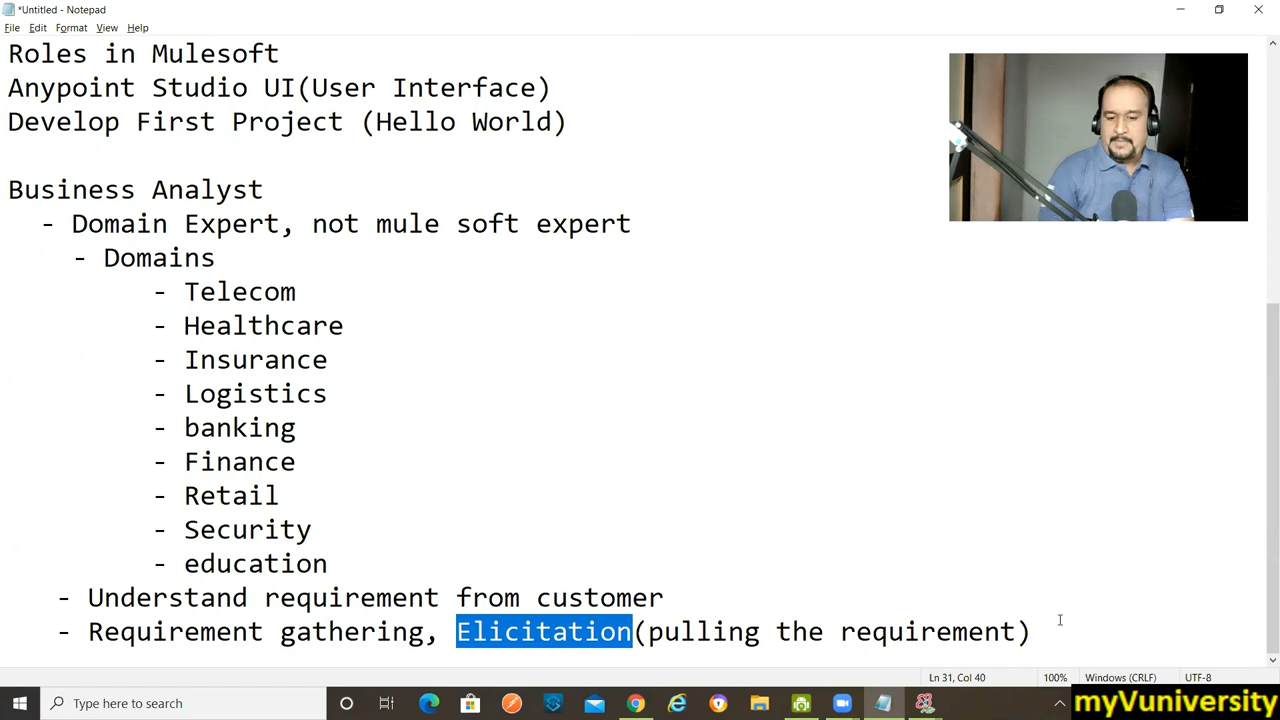 *Untitled - Notepad
File Edit Format View Help
Roles in Mulesoft
Anypoint Studio UI(User Interface)
Develop First Project (Hello World)
Business Analyst
- Domain Expert, not mule soft expert
- Domains
- Telecom
- Healthcare
- Insurance
- Logistics
- banking
- Finance
- Retail
- Security
- education
- Understand requirement from customer
- Requirement gathering, Elicitation(pulling the requirement)
Ln 31, Col 40 100% Windows (CRLF) UTF-8
Type here to search
myVuniversity